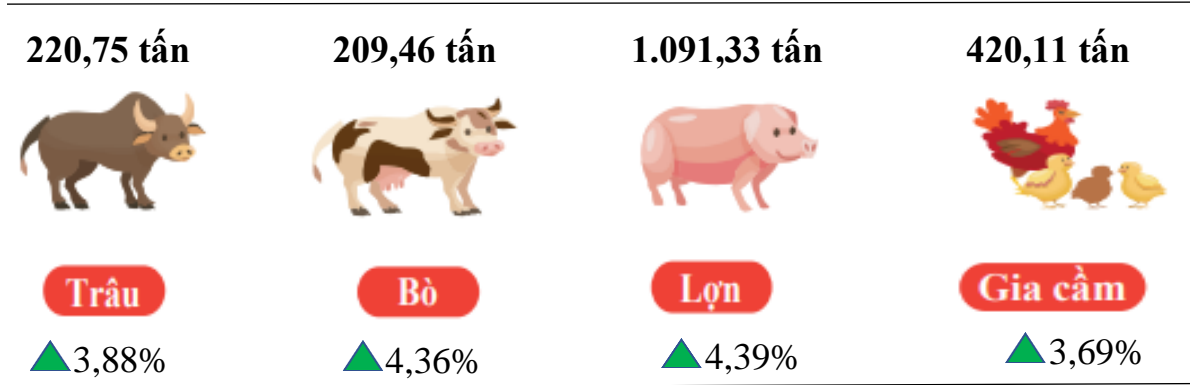 220,75 tấn
209,46 tấn
1.091,33 tấn
420,11 tấn
Trâu
Bò
Lợn
Gia cầm
3,88%
4,36%
4,39%
3,69%